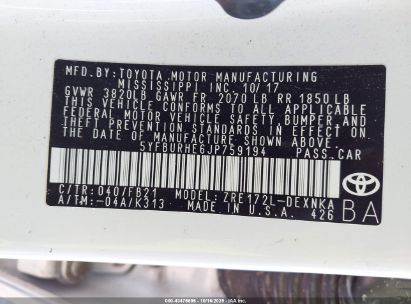 MFD. BY: TOYOTA MOTOR MANUFACTURING
MISSISSIPPI INC. 10/17
GVWR 3820LB GAWR FR 2070 LB RR 1850 LB
THIS VEHICLE CONFORMS TO ALL APPLICABLE
FEDERAL MOTOR VEHICLE SAFETY, BUMPER, AND
THEFT PREVENTION STANDARDS IN EFFECT ON
THE DATE OF MANUFACTURE SHOWN ABOVE.
5YFBURHE6JP759194 PASS.CAR
C/TR: 040/FB21 MODEL: ZRE172L-DEXNKA
A/TM: -04A/K313 MADE IN U.S.A. 426
TOYOTA
BA